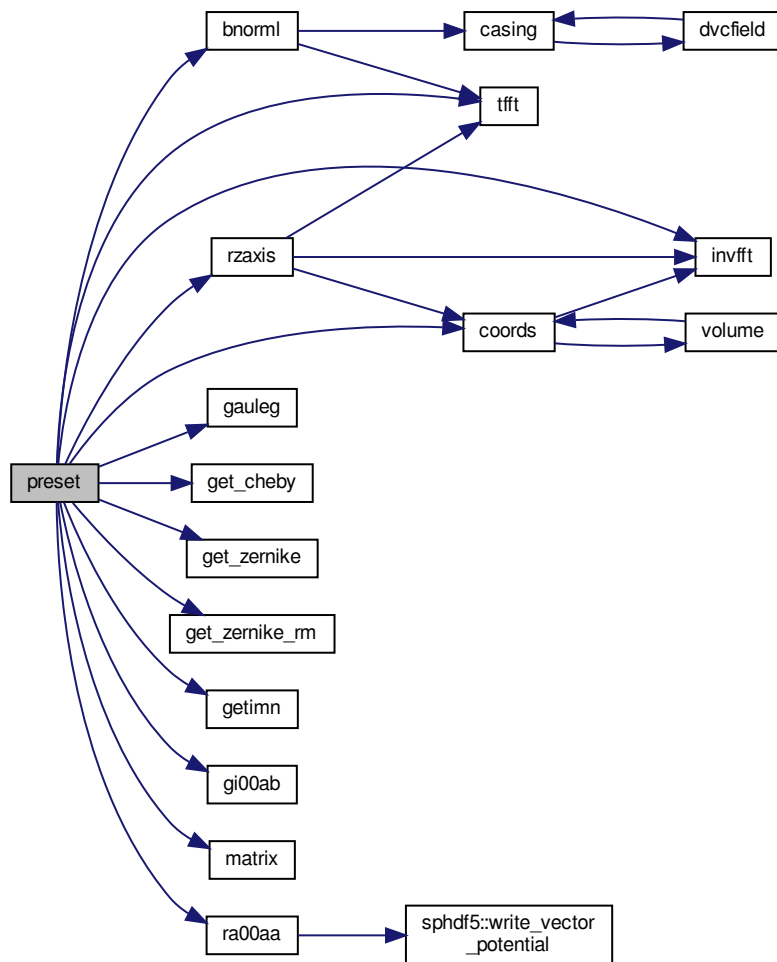 bnorml
casing
dvcfield
tfft
rzaxis
invfft
coords
volume
gauleg
preset
get_cheby
get_zernike
get_zernike_rm
getimn
gi00ab
matrix
ra00aa
sphdf5::write_vector
_potential